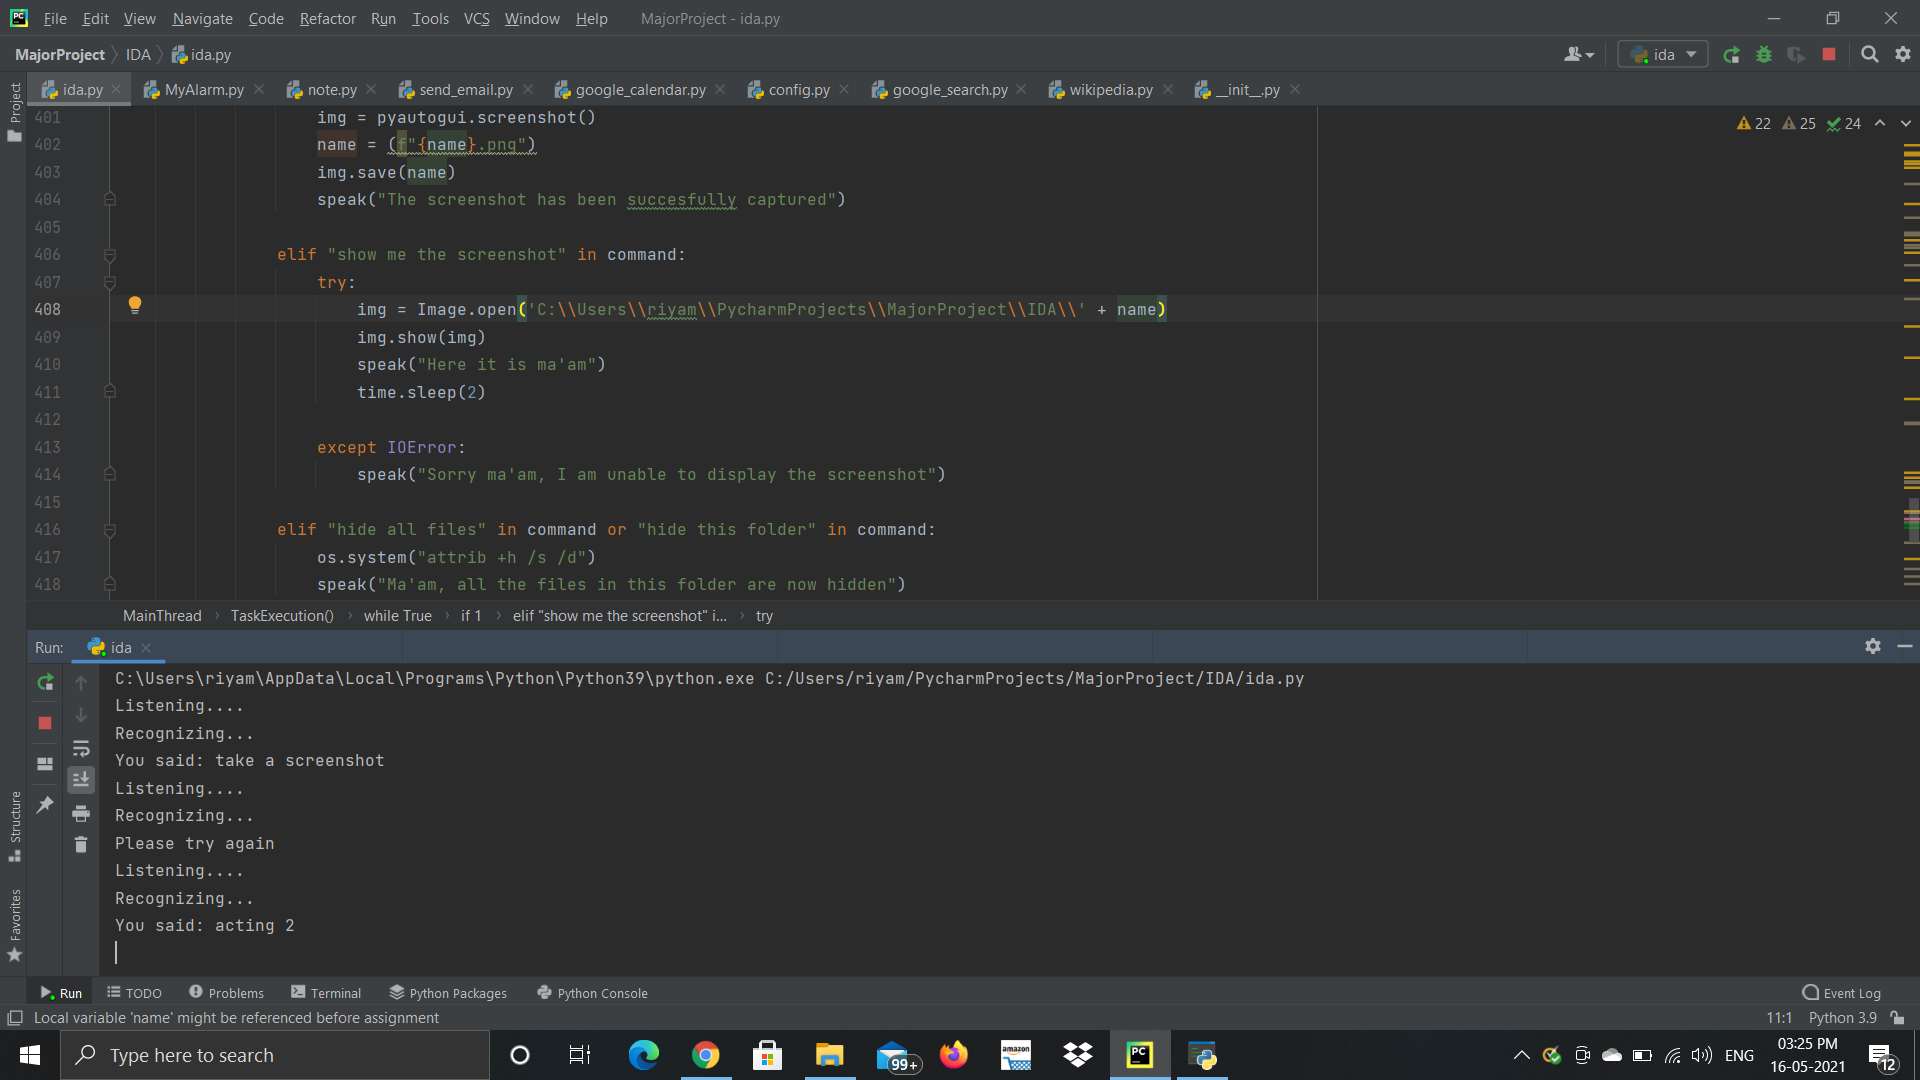 File Edit View Navigate Code Refactor Run Tools VCS Window Help MajorProject - ida.py
MajorProject IDA ida.py ida
ida.py MyAlarm.py note.py send_email.py google_calendar.py config.py google_search.py wikipedia.py __init__.py
Project
22 25 24
401 img = pyautogui.screenshot()
402 name = (f"{name}.png")
403 img.save(name)
404 speak("The screenshot has been succesfully captured")
405
406 elif "show me the screenshot" in command:
407 try:
408 img = Image.open('C:\\Users\\riyam\\PycharmProjects\\MajorProject\\IDA\\' + name)
409 img.show(img)
410 speak("Here it is ma'am")
411 time.sleep(2)
412
413 except IOError:
414 speak("Sorry ma'am, I am unable to display the screenshot")
415
416 elif "hide all files" in command or "hide this folder" in command:
417 os.system("attrib +h /s /d")
418 speak("Ma'am, all the files in this folder are now hidden")
MainThread TaskExecution() while True if 1 elif "show me the screenshot" i... try
Run: ida
C:\Users\riyam\AppData\Local\Programs\Python\Python39\python.exe C:/Users/riyam/PycharmProjects/MajorProject/IDA/ida.py
Listening....
Recognizing...
You said: take a screenshot
Listening....
Recognizing...
Please try again
Listening....
Recognizing...
You said: acting 2
Structure
Favorites
Run TODO Problems Terminal Python Packages Python Console Event Log
Local variable 'name' might be referenced before assignment 11:1 Python 3.9
Type here to search 99+ amazon PC ENG 03:25 PM
16-05-2021 12